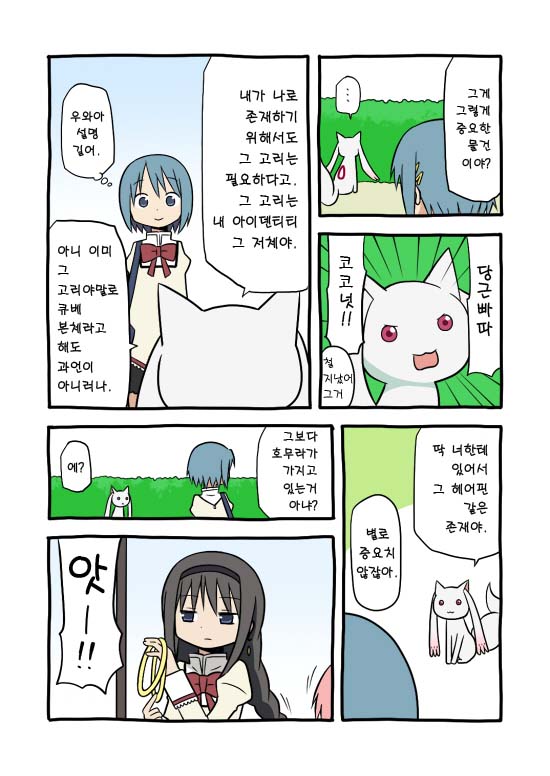 그게
그렇게
중요한
물건
이야?
…
당근빠따
코코넛!!
철
지났어
그거
내가 나로
존재하기
위해서도
그 고리는
필요하다고.
그 고리는
내 아이덴티티
그 저체야.
우와아
설명
길어.
아니 이미
그
고리야말로
큐베
본체라고
해도
과언이
아니려나.
딱 너한테
있어서
그 헤어핀
같은
존재야.
별로
중요치
않잖아.
그보다
호무라가
가지고
있는거
아냐?
에?
앗ー!!